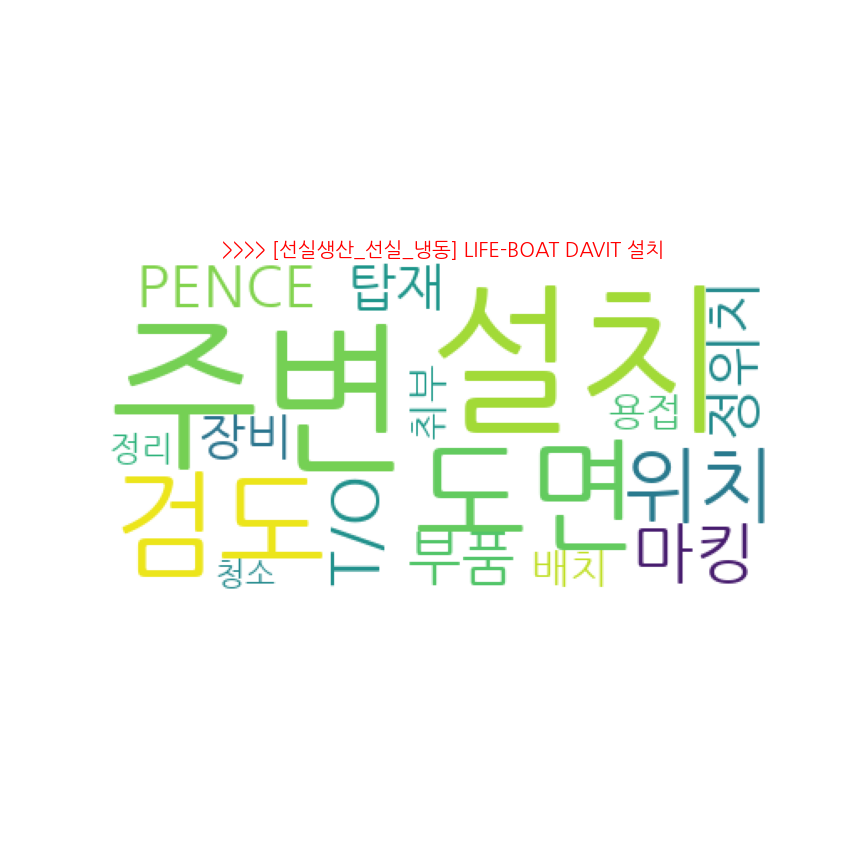 >>>> [선실생산_선실_냉동] LIFE-BOAT DAVIT 설치
PENCE
탑재
주변
설치
정위치
취부
용접
정리
장비
검도
T/O
도면
위치
부품
마킹
청소
배치